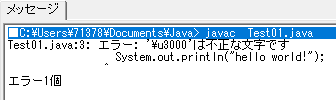 メッセージ
C:\Users\71378\Documents\Java> javac Test01.java
Test01.java:3: エラー: '\u3000'は不正な文字です
System.out.println("hello world!");
^
エラー1個